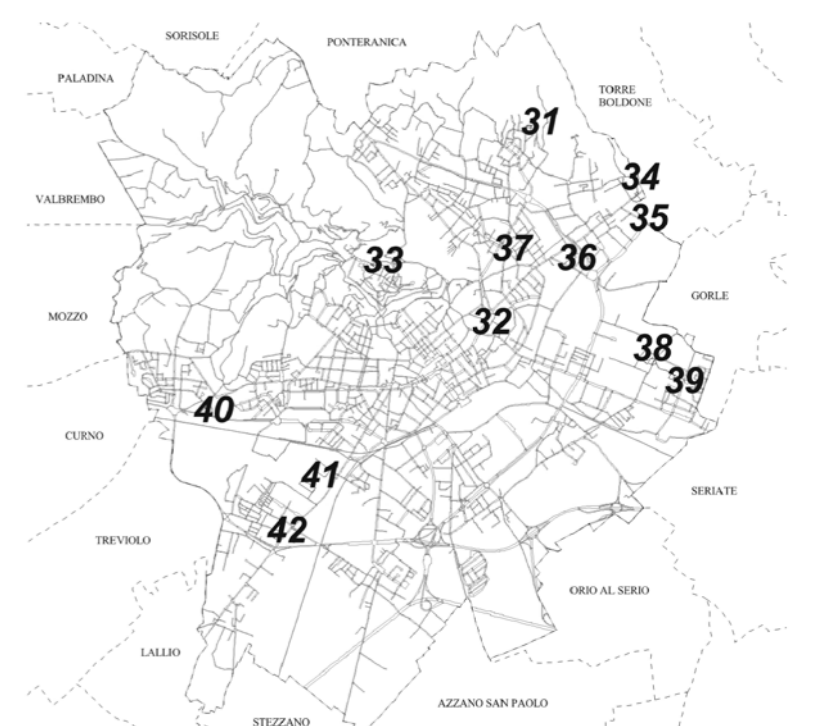 SORISOLE
PONTERANICA
PALADINA
TORRE
BOLDONE
31
34
VALBREMBO
35
37
36
33
GORLE
MOZZO
32
38
39
40
CURNO
41
SERIATE
42
TREVIOLO
ORIO AL SERIO
LALLIO
AZZANO SAN PAOLO
STEZZANO